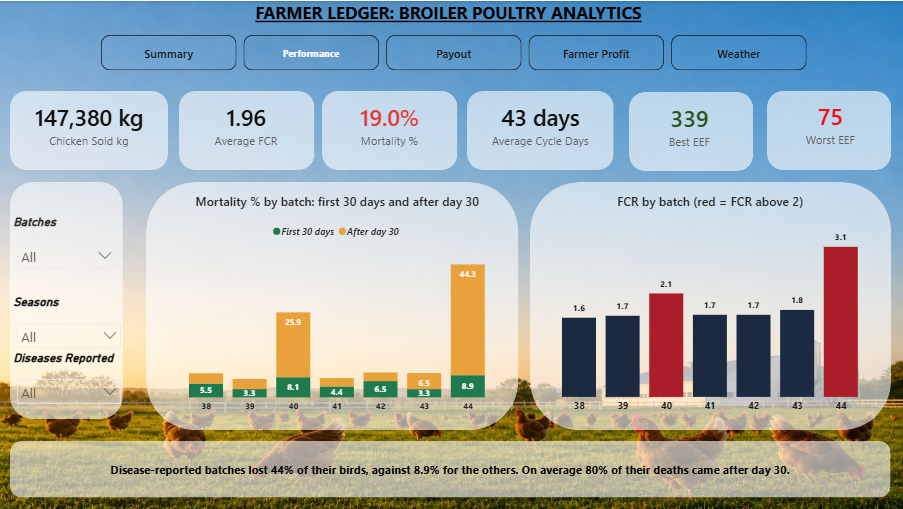 FARMER LEDGER: BROILER POULTRY ANALYTICS
Summary
Performance
Payout
Farmer Profit
Weather
147,380 kg
Chicken Sold kg
1.96
Average FCR
19.0%
Mortality %
43 days
Average Cycle Days
339
Best EEF
75
Worst EEF
Batches
All
Seasons
All
Diseases Reported
All
Mortality % by batch: first 30 days and after day 30
First 30 days After day 30
44.3
25.9
6.5
5.5 3.3 8.1 4.4 6.5 3.3 8.9
38 39 40 41 42 43 44
FCR by batch (red = FCR above 2)
3.1
2.1
1.6 1.7 1.7 1.7 1.8
38 39 40 41 42 43 44
Disease-reported batches lost 44% of their birds, against 8.9% for the others. On average 80% of their deaths came after day 30.